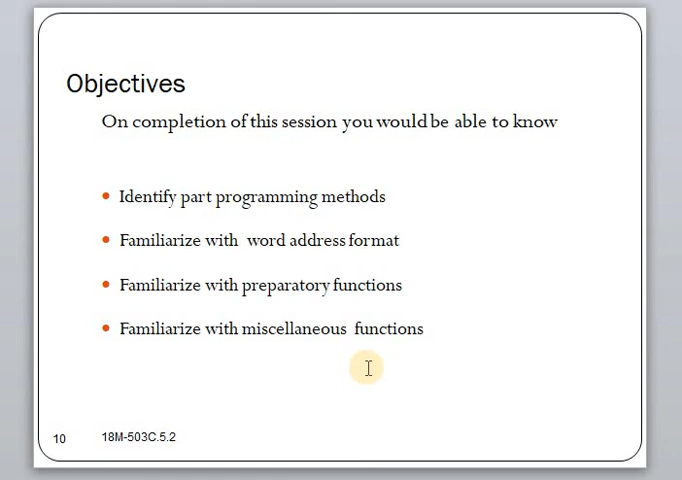 Objectives
On completion of this session you would be able to know
Identify part programming methods
Familiarize with word address format
Familiarize with preparatory functions
Familiarize with miscellaneous functions
10 18M-503C.5.2